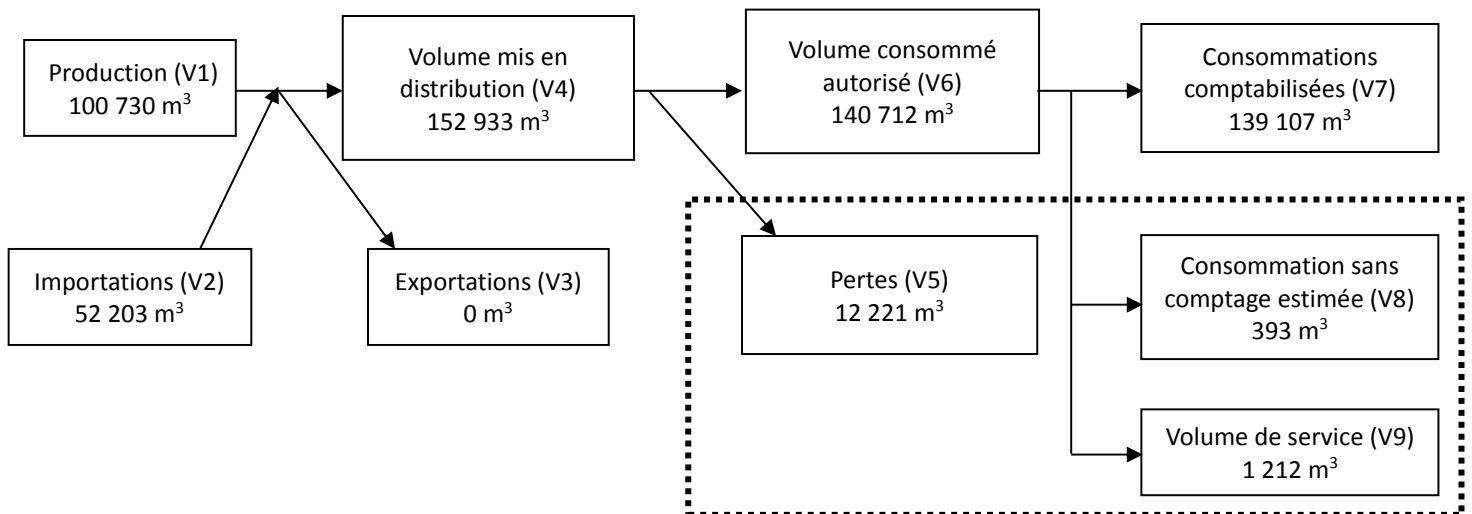 Production (V1)
100 730 m³
Volume mis en
distribution (V4)
152 933 m³
Volume consommé
autorisé (V6)
140 712 m³
Consommations
comptabilisées (V7)
139 107 m³
Importations (V2)
52 203 m³
Exportations (V3)
0 m³
Pertes (V5)
12 221 m³
Consommation sans
comptage estimée (V8)
393 m³
Volume de service (V9)
1 212 m³